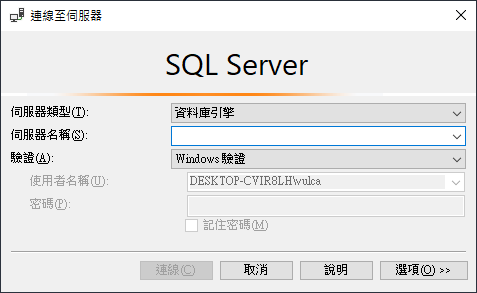 連線至伺服器
SQL Server
伺服器類型(T): 資料庫引擎
伺服器名稱(S):
驗證(A): Windows 驗證
使用者名稱(U): DESKTOP-CVIR8LH\wulca
密碼(P):
記住密碼(M)
連線(C) 取消 說明 選項(O) >>